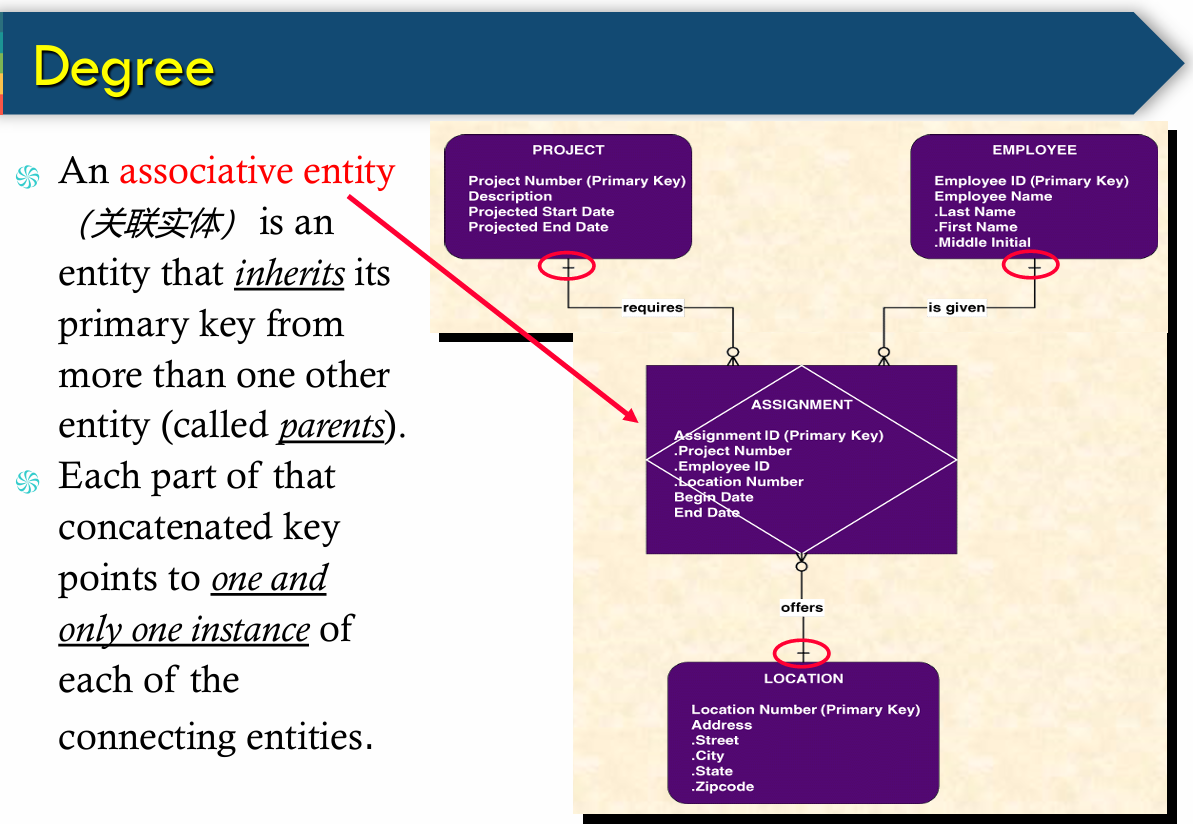 Degree
An associative entity
（关联实体） is an
entity that inherits its
primary key from
more than one other
entity (called parents).
Each part of that
concatenated key
points to one and
only one instance of
each of the
connecting entities.
PROJECT
Project Number (Primary Key)
Description
Projected Start Date
Projected End Date
EMPLOYEE
Employee ID (Primary Key)
Employee Name
.Last Name
.First Name
.Middle Initial
requires
is given
ASSIGNMENT
Assignment ID (Primary Key)
.Project Number
.Employee ID
.Location Number
Begin Date
End Date
offers
LOCATION
Location Number (Primary Key)
Address
.Street
.City
.State
.Zipcode